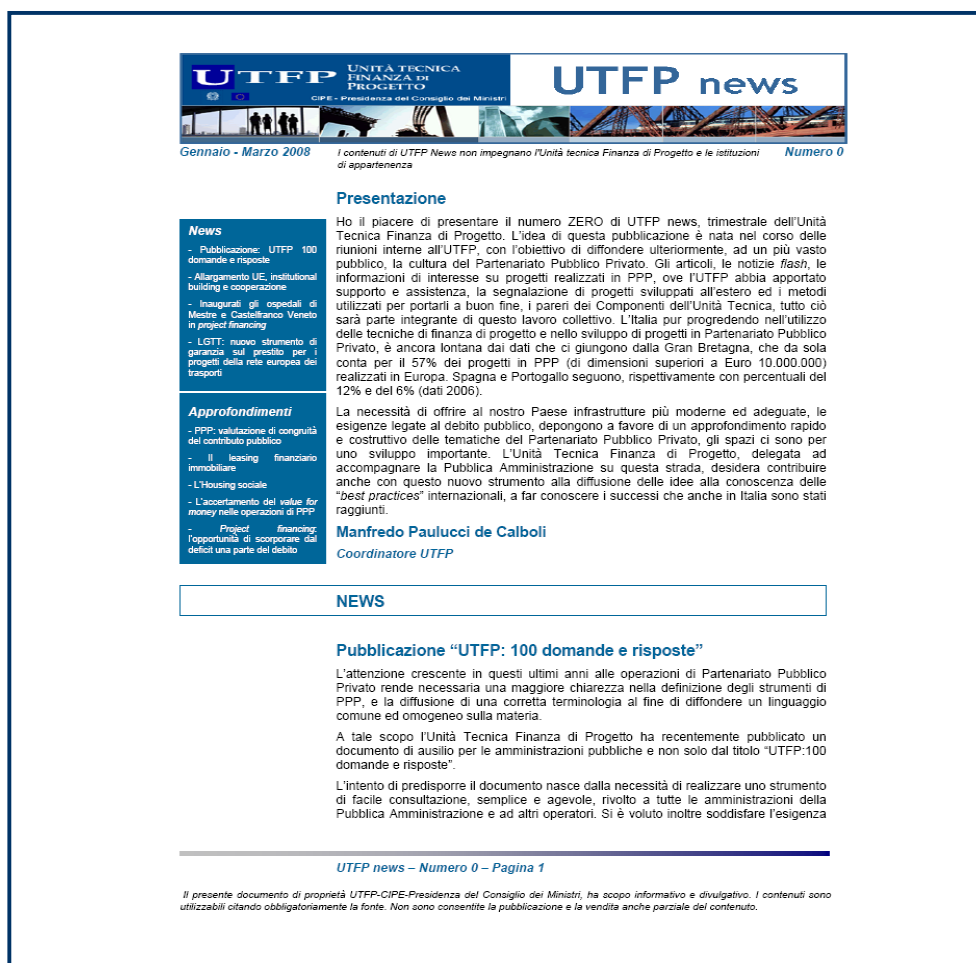 UTFP UNITÀ TECNICA
FINANZA DI
PROGETTO
CIPE - Presidenza del Consiglio dei Ministri
UTFP news
Gennaio - Marzo 2008
I contenuti di UTFP News non impegnano l'Unità tecnica Finanza di Progetto e le istituzioni
di appartenenza
Numero 0
News
- Pubblicazione: UTFP 100
domande e risposte
- Allargamento UE, institutional
building e cooperazione
- Inaugurati gli ospedali di
Mestre e Castelfranco Veneto
in project financing
- LGTT: nuovo strumento di
garanzia sul prestito per i
progetti della rete europea dei
trasporti
Approfondimenti
- PPP: valutazione di congruità
del contributo pubblico
- Il leasing finanziario
immobiliare
- L'Housing sociale
- L'accertamento del value for
money nelle operazioni di PPP
- Project financing:
l'opportunità di scorporare dal
deficit una parte del debito
Presentazione
Ho il piacere di presentare il numero ZERO di UTFP news, trimestrale dell'Unità
Tecnica Finanza di Progetto. L'idea di questa pubblicazione è nata nel corso delle
riunioni interne all'UTFP, con l'obiettivo di diffondere ulteriormente, ad un più vasto
pubblico, la cultura del Partenariato Pubblico Privato. Gli articoli, le notizie flash, le
informazioni di interesse su progetti realizzati in PPP, ove l'UTFP abbia apportato
supporto e assistenza, la segnalazione di progetti sviluppati all'estero ed i metodi
utilizzati per portarli a buon fine, i pareri dei Componenti dell'Unità Tecnica, tutto ciò
sarà parte integrante di questo lavoro collettivo. L'Italia pur progredendo nell'utilizzo
delle tecniche di finanza di progetto e nello sviluppo di progetti in Partenariato Pubblico
Privato, è ancora lontana dai dati che ci giungono dalla Gran Bretagna, che da sola
conta per il 57% dei progetti in PPP (di dimensioni superiori a Euro 10.000.000)
realizzati in Europa. Spagna e Portogallo seguono, rispettivamente con percentuali del
12% e del 6% (dati 2006).
La necessità di offrire al nostro Paese infrastrutture più moderne ed adeguate, le
esigenze legate al debito pubblico, depongono a favore di un approfondimento rapido
e costruttivo delle tematiche del Partenariato Pubblico Privato, gli spazi ci sono per
uno sviluppo importante. L'Unità Tecnica Finanza di Progetto, delegata ad
accompagnare la Pubblica Amministrazione su questa strada, desidera contribuire
anche con questo nuovo strumento alla diffusione delle idee alla conoscenza delle
"best practices" internazionali, a far conoscere i successi che anche in Italia sono stati
raggiunti.
Manfredo Paulucci de Calboli
Coordinatore UTFP
NEWS
Pubblicazione "UTFP: 100 domande e risposte"
L'attenzione crescente in questi ultimi anni alle operazioni di Partenariato Pubblico
Privato rende necessaria una maggiore chiarezza nella definizione degli strumenti di
PPP, e la diffusione di una corretta terminologia al fine di diffondere un linguaggio
comune ed omogeneo sulla materia.
A tale scopo l'Unità Tecnica Finanza di Progetto ha recentemente pubblicato un
documento di ausilio per le amministrazioni pubbliche e non solo dal titolo "UTFP:100
domande e risposte".
L'intento di predisporre il documento nasce dalla necessità di realizzare uno strumento
di facile consultazione, semplice e agevole, rivolto a tutte le amministrazioni della
Pubblica Amministrazione e ad altri operatori. Si è voluto inoltre soddisfare l'esigenza
UTFP news – Numero 0 – Pagina 1
Il presente documento di proprietà UTFP-CIPE-Presidenza del Consiglio dei Ministri, ha scopo informativo e divulgativo. I contenuti sono
utilizzabili citando obbligatoriamente la fonte. Non sono consentite la pubblicazione e la vendita anche parziale del contenuto.